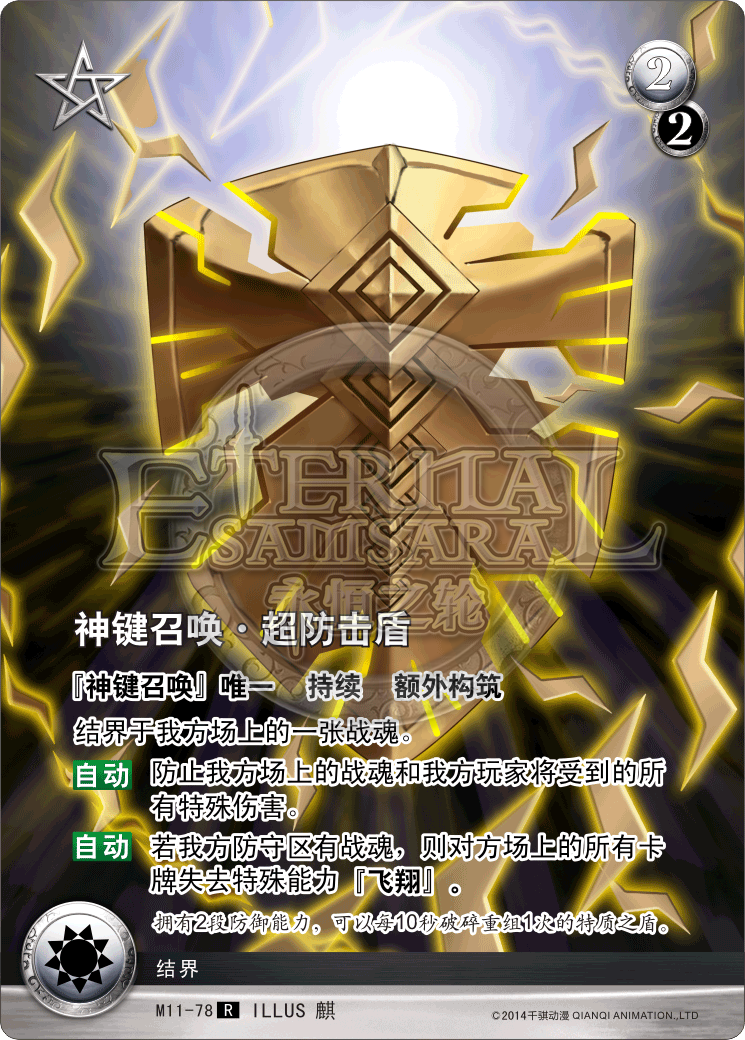 2
2
ETERNAL
SAMSARA
永恒之轮
神键召唤·超防击盾
『神键召唤』唯一 持续 额外构筑
结界于我方场上的一张战魂。
自动 防止我方场上的战魂和我方玩家将受到的所
有特殊伤害。
自动 若我方防守区有战魂，则对方场上的所有卡
牌失去特殊能力『飞翔』。
拥有2段防御能力，可以每10秒破碎重组1次的特质之盾。
结界
M11-78 R ILLUS 麒
©2014千骐动漫 QIANQI ANIMATION.,LTD